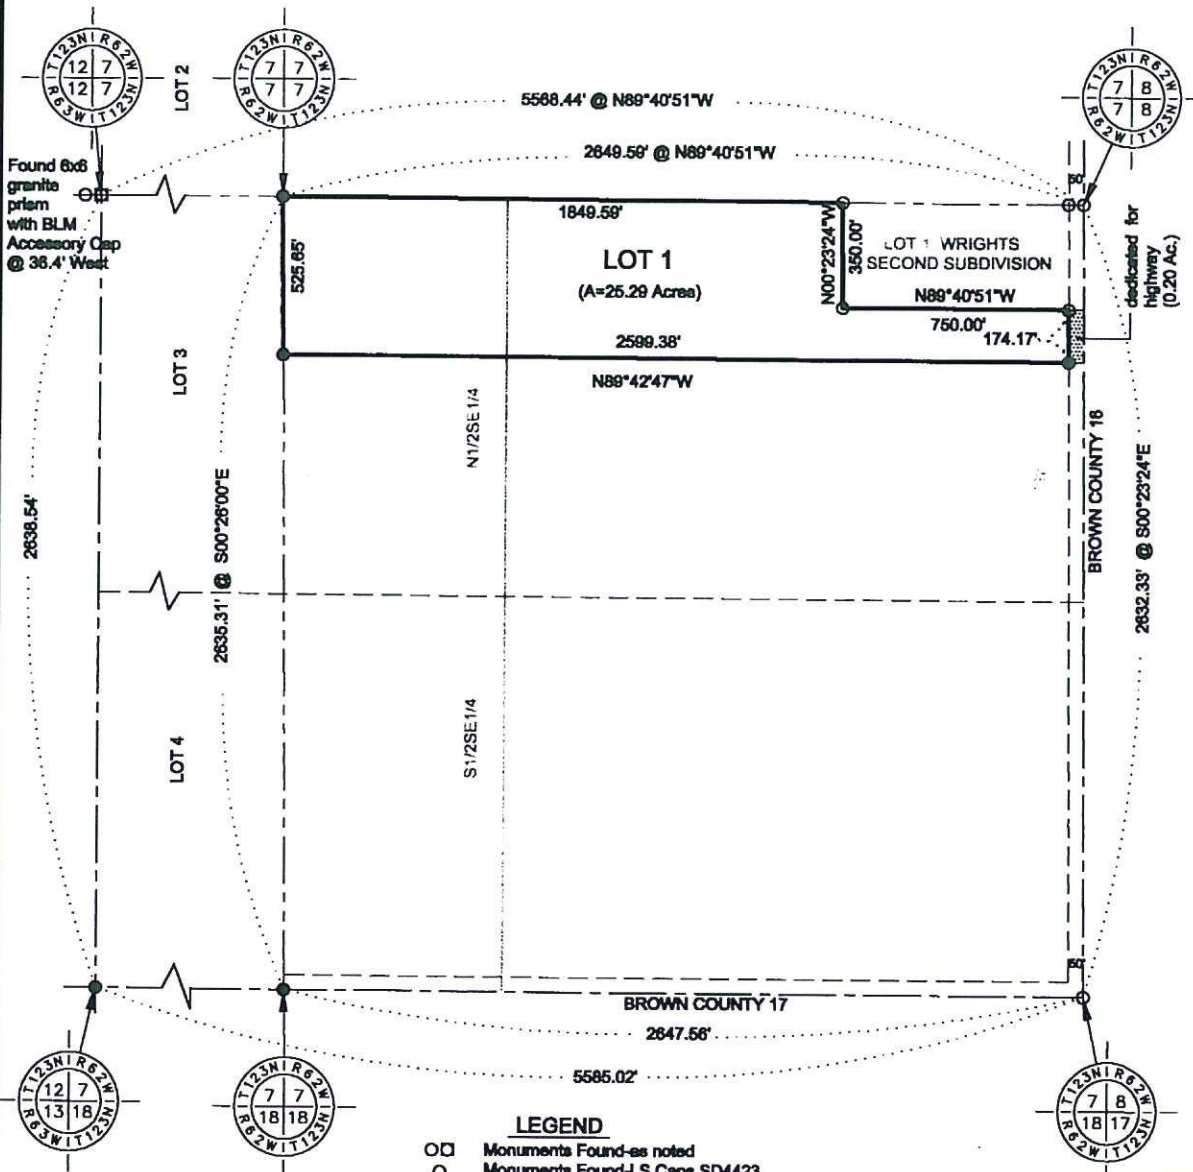 T123N R62W
12 7
12 7
R63W T123N
LOT 2
T123N R62W
7 7
7 7
R62W T123N
T123N R62W
7 8
7 8
R62W T123N
5568.44' @ N89°40'51"W
2649.59' @ N89°40'51"W
Found 6x6
granite
prism
with BLM
Accessory Cap
@ 36.4' West
50'
1849.59'
525.65'
LOT 1
(A=25.29 Acres)
N00°23'24"W
350.00'
LOT 1 WRIGHTS
SECOND SUBDIVISION
N89°40'51"W
750.00'
174.17'
dedicated for
highway
(0.20 Ac.)
2599.38'
N89°42'47"W
LOT 3
N1/2SE1/4
BROWN COUNTY 16
2638.54'
2635.31' @ S00°26'00"E
2632.33' @ S00°23'24"E
LOT 4
S1/2SE1/4
50'
BROWN COUNTY 17
2647.56'
5585.02'
T123N R62W
12 7
13 18
R63W T123N
T123N R62W
7 7
18 18
R62W T123N
T123N R62W
7 8
18 17
R62W T123N
LEGEND
Monuments Found-as noted
Monuments Found-LS Caps SD4423